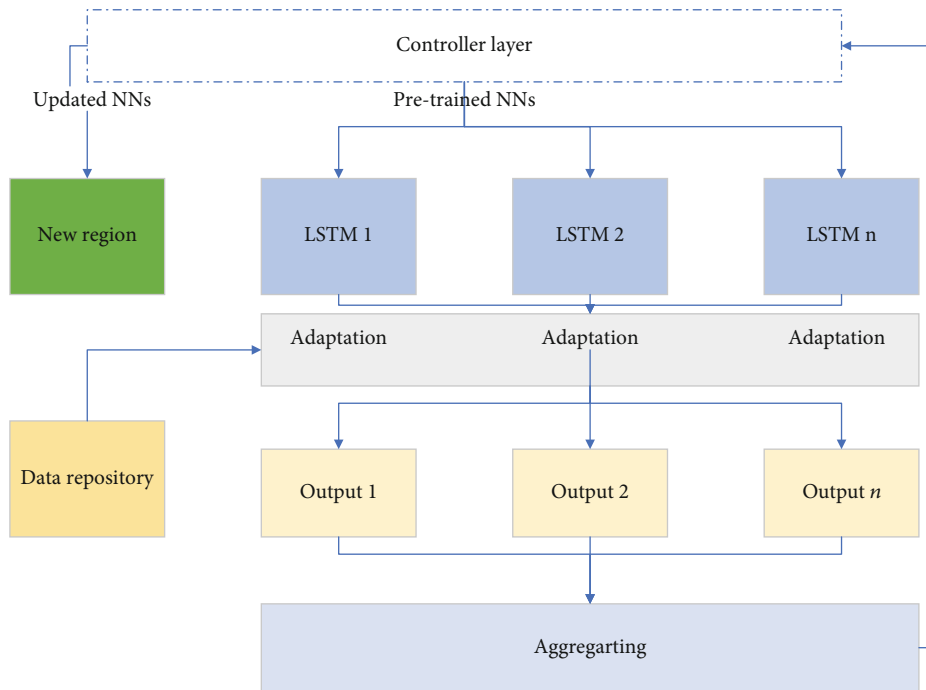 Controller layer
Updated NNs
Pre-trained NNs
New region
LSTM 1
LSTM 2
LSTM n
Adaptation
Adaptation
Adaptation
Data repository
Output 1
Output 2
Output n
Aggregarting